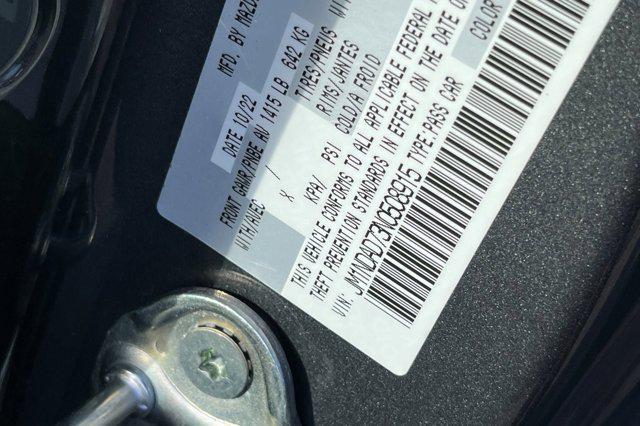 MFD. BY MAZD
DATE 10/22
FRONT GAWR/PNBE AV 1415 LB 642 KG
WITH/AVEC / TIRES/PNEUS
X RIMS/JANTES
KPA/ PSI COLD/A FROID
THIS VEHICLE CONFORMS TO ALL APPLICABLE FEDERAL
THEFT PREVENTION STANDARDS IN EFFECT ON THE DATE OF
VIN: JM1NDAD73N0508915 TYPE: PASS CAR
COLOR